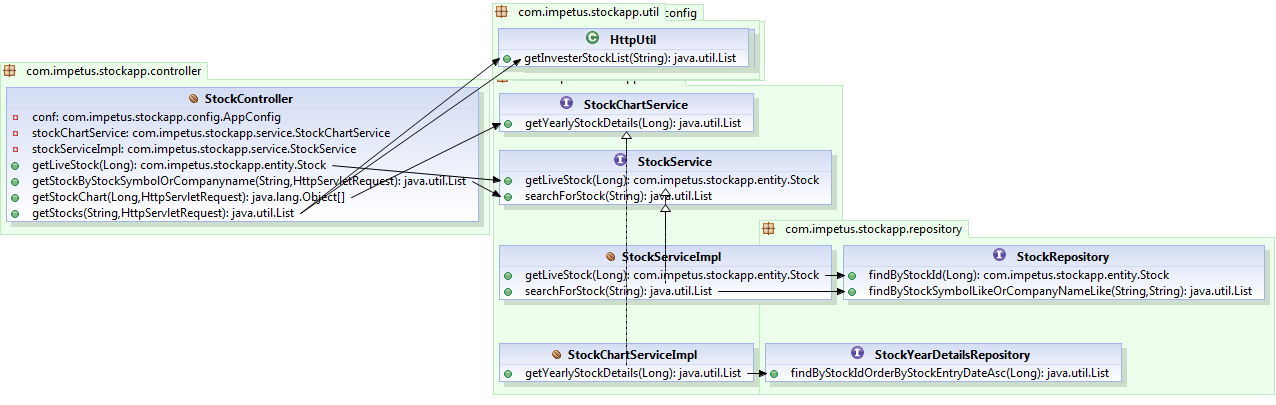 com.impetus.stockapp.util
config
HttpUtil
getInvesterStockList(String): java.util.List
com.impetus.stockapp.controller
StockController
conf: com.impetus.stockapp.config.AppConfig
stockChartService: com.impetus.stockapp.service.StockChartService
stockServiceImpl: com.impetus.stockapp.service.StockService
getLiveStock(Long): com.impetus.stockapp.entity.Stock
getStockByStockSymbolOrCompanyname(String,HttpServletRequest): java.util.List
getStockChart(Long,HttpServletRequest): java.lang.Object[]
getStocks(String,HttpServletRequest): java.util.List
StockChartService
getYearlyStockDetails(Long): java.util.List
StockService
getLiveStock(Long): com.impetus.stockapp.entity.Stock
searchForStock(String): java.util.List
com.impetus.stockapp.repository
StockServiceImpl
getLiveStock(Long): com.impetus.stockapp.entity.Stock
searchForStock(String): java.util.List
StockRepository
findByStockId(Long): com.impetus.stockapp.entity.Stock
findByStockSymbolLikeOrCompanyNameLike(String,String): java.util.List
StockChartServiceImpl
getYearlyStockDetails(Long): java.util.List
StockYearDetailsRepository
findByStockIdOrderByStockEntryDateAsc(Long): java.util.List